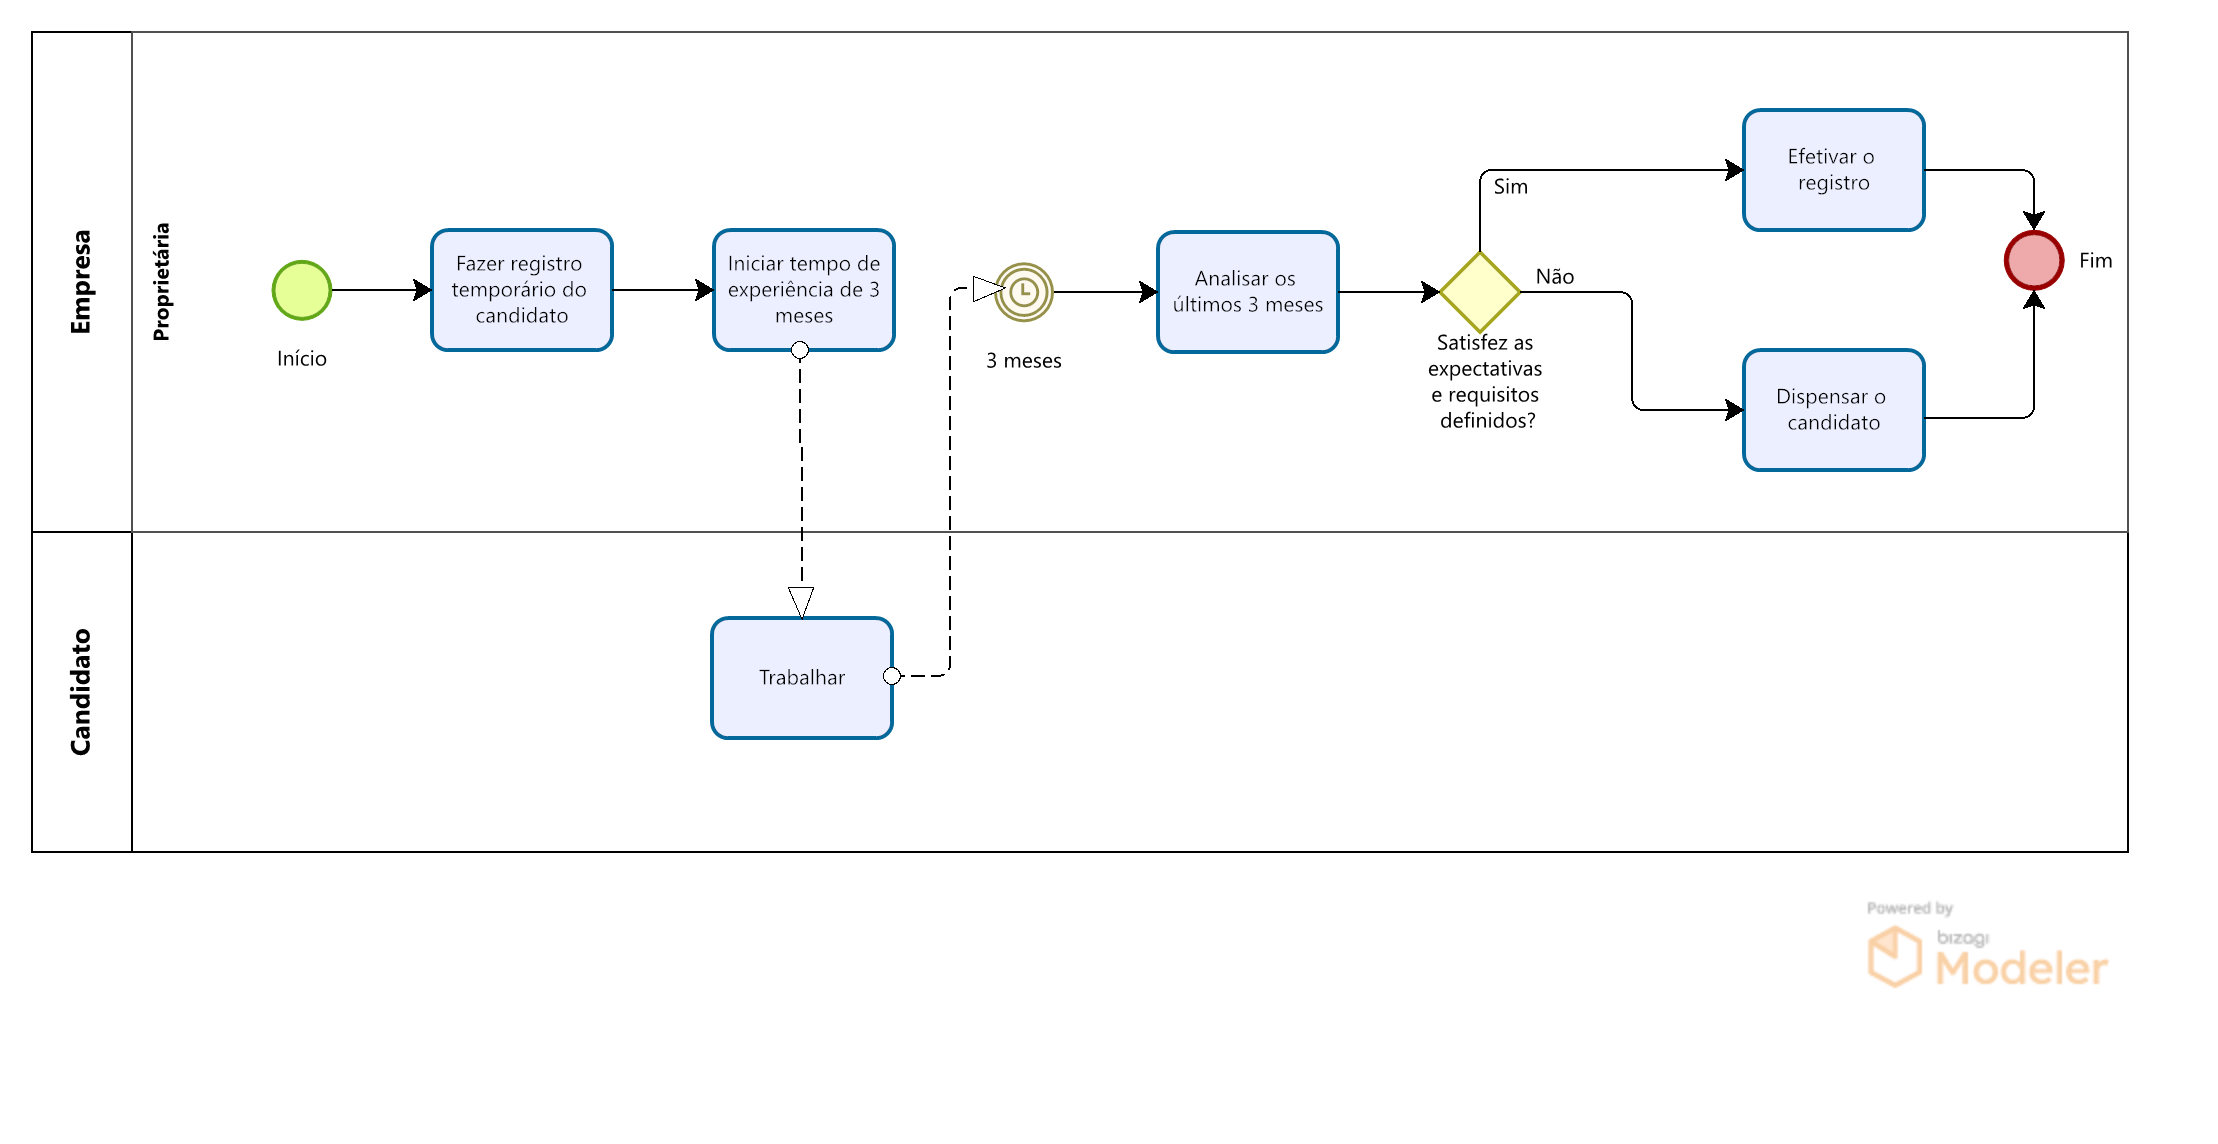 Empresa
Proprietária
Início
Fazer registro
temporário do
candidato
Iniciar tempo de
experiência de 3
meses
3 meses
Analisar os
últimos 3 meses
Satisfez as
expectativas
e requisitos
definidos?
Sim
Não
Efetivar o
registro
Dispensar o
candidato
Fim
Candidato
Trabalhar
Powered by
bizagi
Modeler